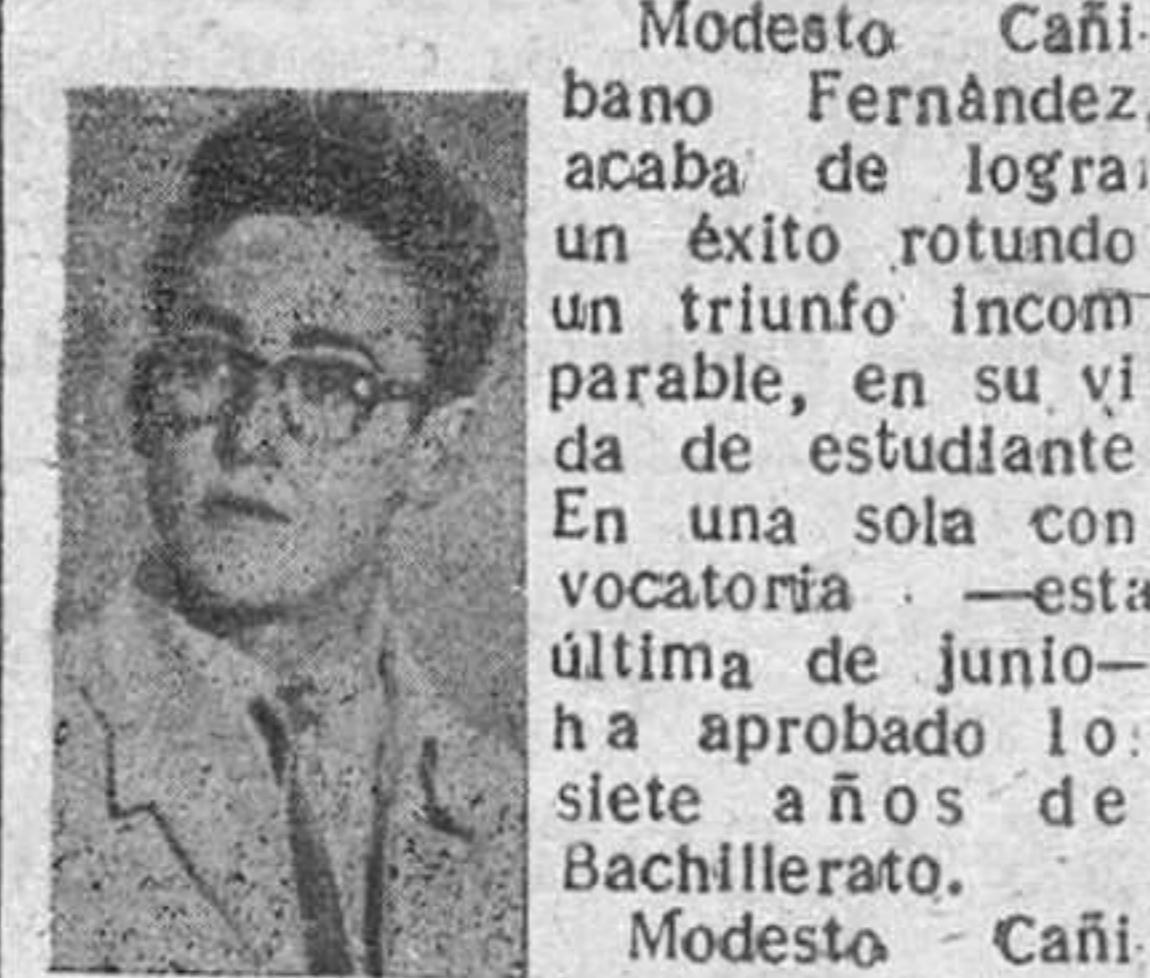 Modesto Cañi-
bano Fernández,
acaba de lograr
un éxito rotundo
un triunfo incom
parable, en su vi
da de estudiante
En una sola con
vocatoria —esta
última de junio—
ha aprobado lo
siete años de
Bachillerato.
Modesto Cañi-